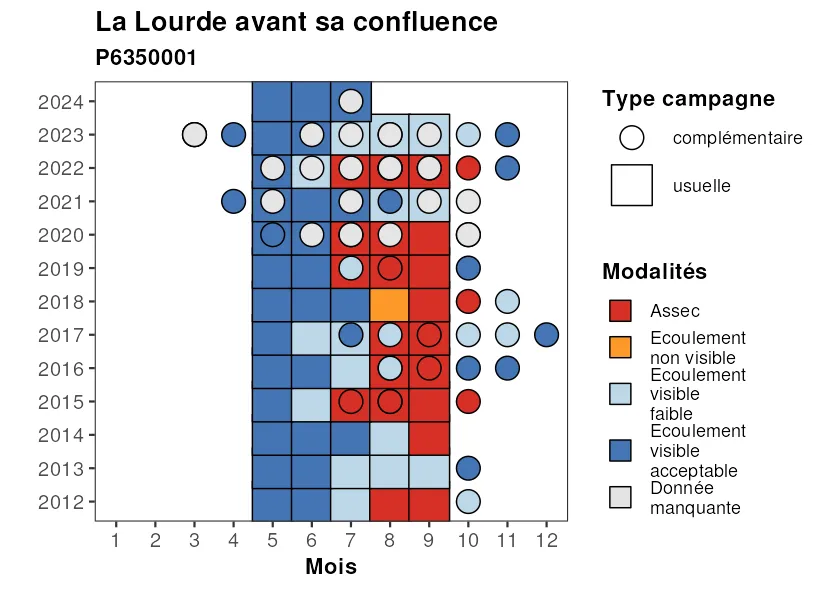 La Lourde avant sa confluence
P6350001
2024
2023
2022
2021
2020
2019
2018
2017
2016
2015
2014
2013
2012
1 2 3 4 5 6 7 8 9 10 11 12
Mois
Type campagne
complémentaire
usuelle
Modalités
Assec
Ecoulement
non visible
Ecoulement
visible
faible
Ecoulement
visible
acceptable
Donnée
manquante